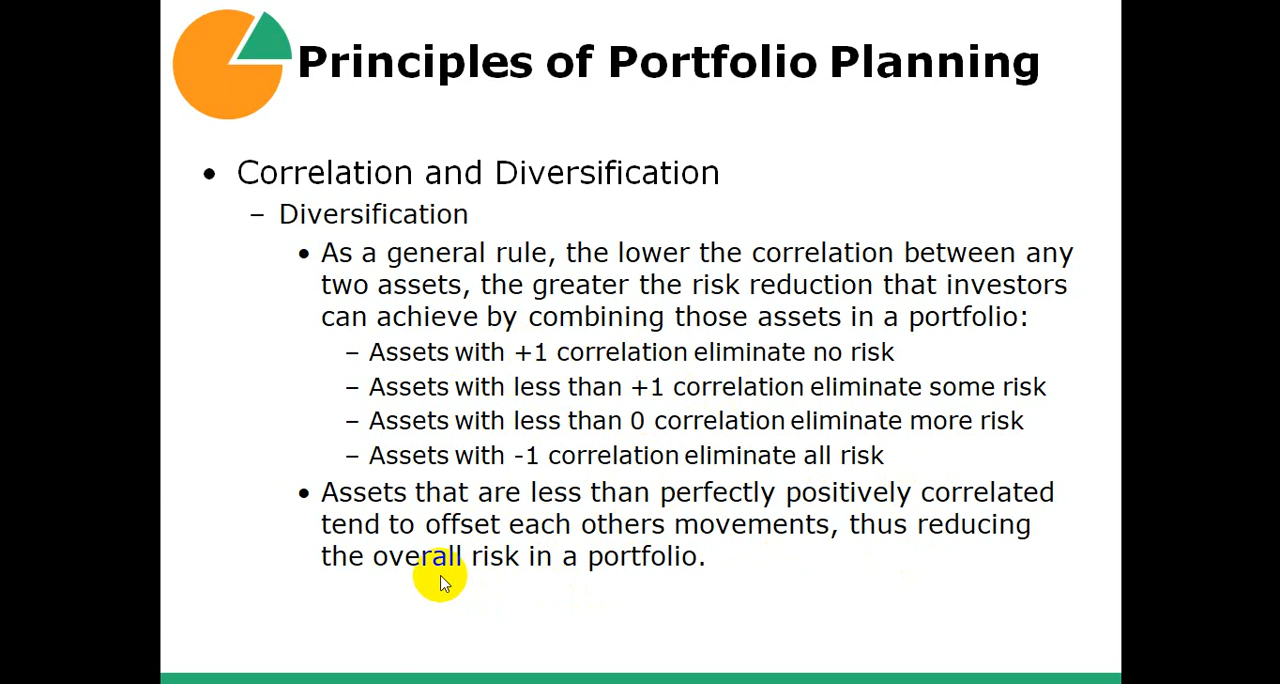 Principles of Portfolio Planning
• Correlation and Diversification
– Diversification
• As a general rule, the lower the correlation between any
two assets, the greater the risk reduction that investors
can achieve by combining those assets in a portfolio:
– Assets with +1 correlation eliminate no risk
– Assets with less than +1 correlation eliminate some risk
– Assets with less than 0 correlation eliminate more risk
– Assets with -1 correlation eliminate all risk
• Assets that are less than perfectly positively correlated
tend to offset each others movements, thus reducing
the overall risk in a portfolio.